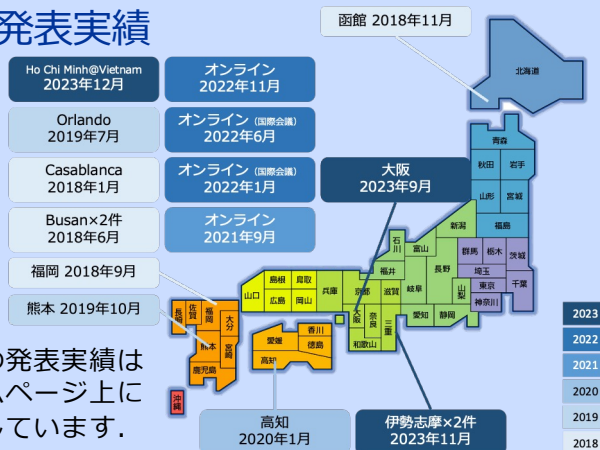 発表実績
函館 2018年11月
Ho Chi Minh@Vietnam
2023年12月
オンライン
2022年11月
Orlando
2019年7月
オンライン（国際会議）
2022年6月
Casablanca
2018年1月
オンライン（国際会議）
2022年1月
大阪
2023年9月
Busan×2件
2018年6月
オンライン
2021年9月
福岡 2018年9月
熊本 2019年10月
北海道
青森
秋田
岩手
山形
宮城
福島
新潟
群馬
栃木
茨城
埼玉
東京
千葉
神奈川
山梨
長野
静岡
愛知
岐阜
富山
石川
福井
滋賀
三重
京都
奈良
大阪
和歌山
兵庫
鳥取
岡山
島根
広島
山口
香川
徳島
愛媛
高知
福岡
佐賀
長崎
大分
熊本
宮崎
鹿児島
沖縄
の発表実績は
ムページ上に
しています．
高知
2020年1月
伊勢志摩×2件
2023年11月
2023
2022
2021
2020
2019
2018